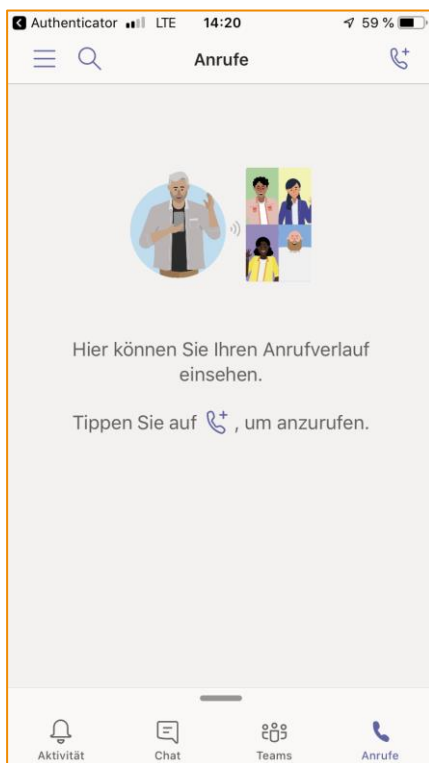 Authenticator LTE 14:20 59 %
Anrufe
Hier können Sie Ihren Anrufverlauf
einsehen.
Tippen Sie auf , um anzurufen.
Aktivität Chat Teams Anrufe